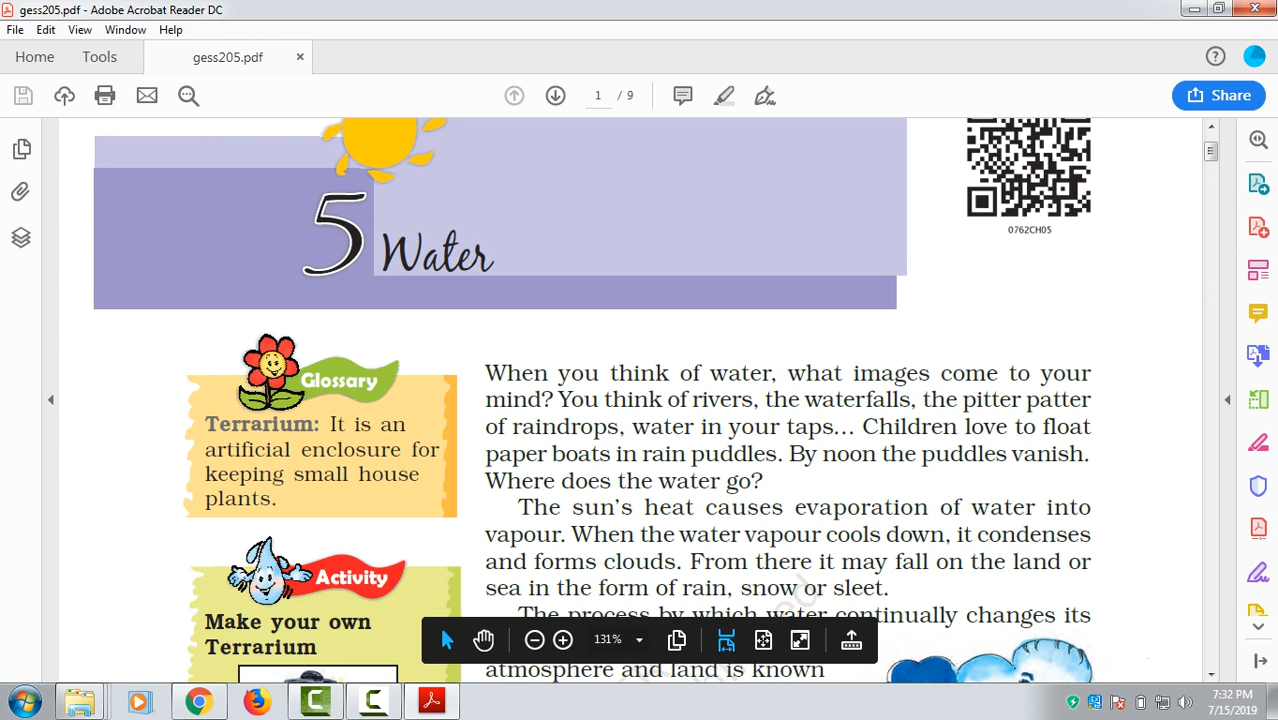 gess205.pdf - Adobe Acrobat Reader DC
File Edit View Window Help
Home Tools gess205.pdf
1 / 9
Share
5 Water
0762CH05
Glossary
Terrarium: It is an
artificial enclosure for
keeping small house
plants.
Activity
Make your own
Terrarium
When you think of water, what images come to your
mind? You think of rivers, the waterfalls, the pitter patter
of raindrops, water in your taps... Children love to float
paper boats in rain puddles. By noon the puddles vanish.
Where does the water go?
The sun's heat causes evaporation of water into
vapour. When the water vapour cools down, it condenses
and forms clouds. From there it may fall on the land or
sea in the form of rain, snow or sleet.
The process by which water continually changes its
atmosphere and land is known
131%
7:32 PM
7/15/2019